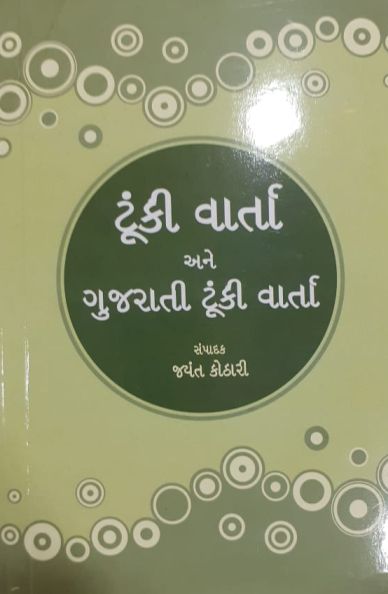 ટૂંકી વાર્તા
અને
ગુજરાતી ટૂંકી વાર્તા
સંપાદક
જયંત કોઠારી